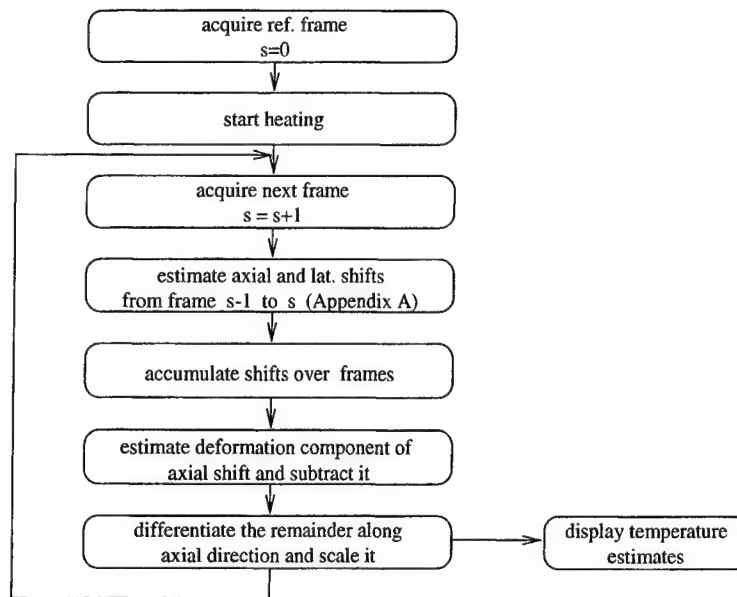 acquire ref. frame
s=0
start heating
acquire next frame
s = s+1
estimate axial and lat. shifts
from frame s-1 to s (Appendix A)
accumulate shifts over frames
estimate deformation component of
axial shift and subtract it
differentiate the remainder along
axial direction and scale it
display temperature
estimates